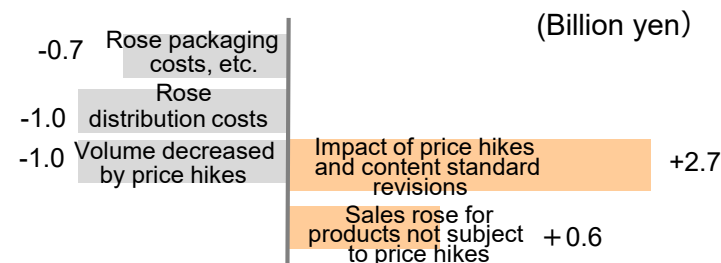 (Billion yen）
-0.7
Rose packaging
costs, etc.
-1.0
Rose
distribution costs
-1.0
Volume decreased
by price hikes
Impact of price hikes
and content standard
revisions
+2.7
Sales rose for
products not subject
to price hikes
＋0.6